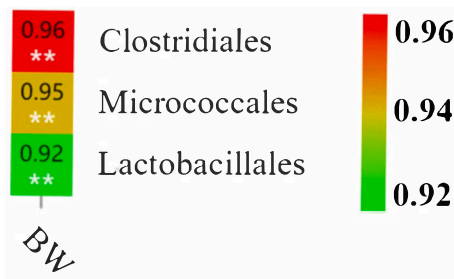 0.96
**
Clostridiales
0.95
**
Micrococcales
0.92
**
Lactobacillales
BW
0.96
0.94
0.92